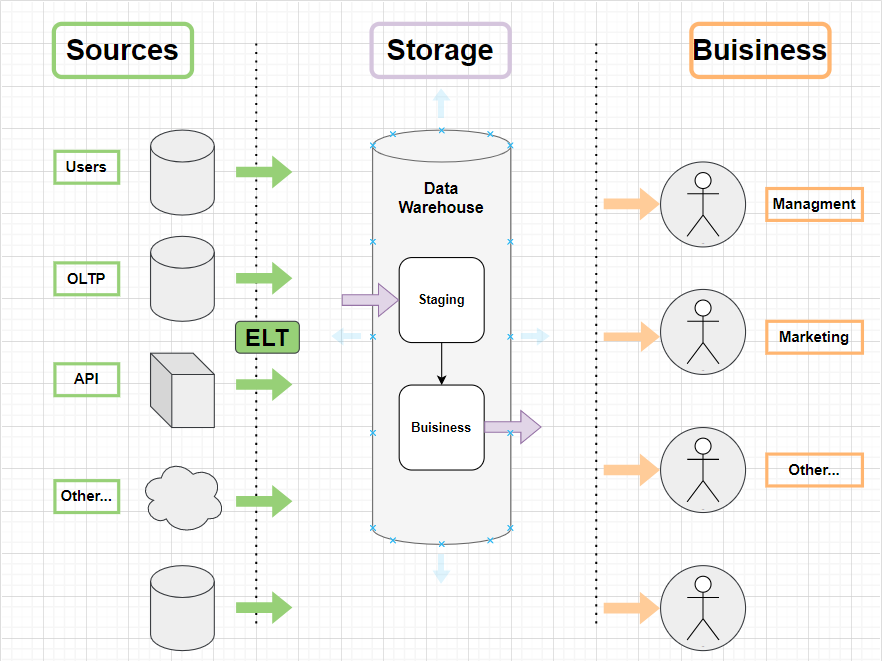 Sources
Storage
Buisiness
Users
OLTP
ELT
API
Other...
Data
Warehouse
Staging
Buisiness
Managment
Marketing
Other...